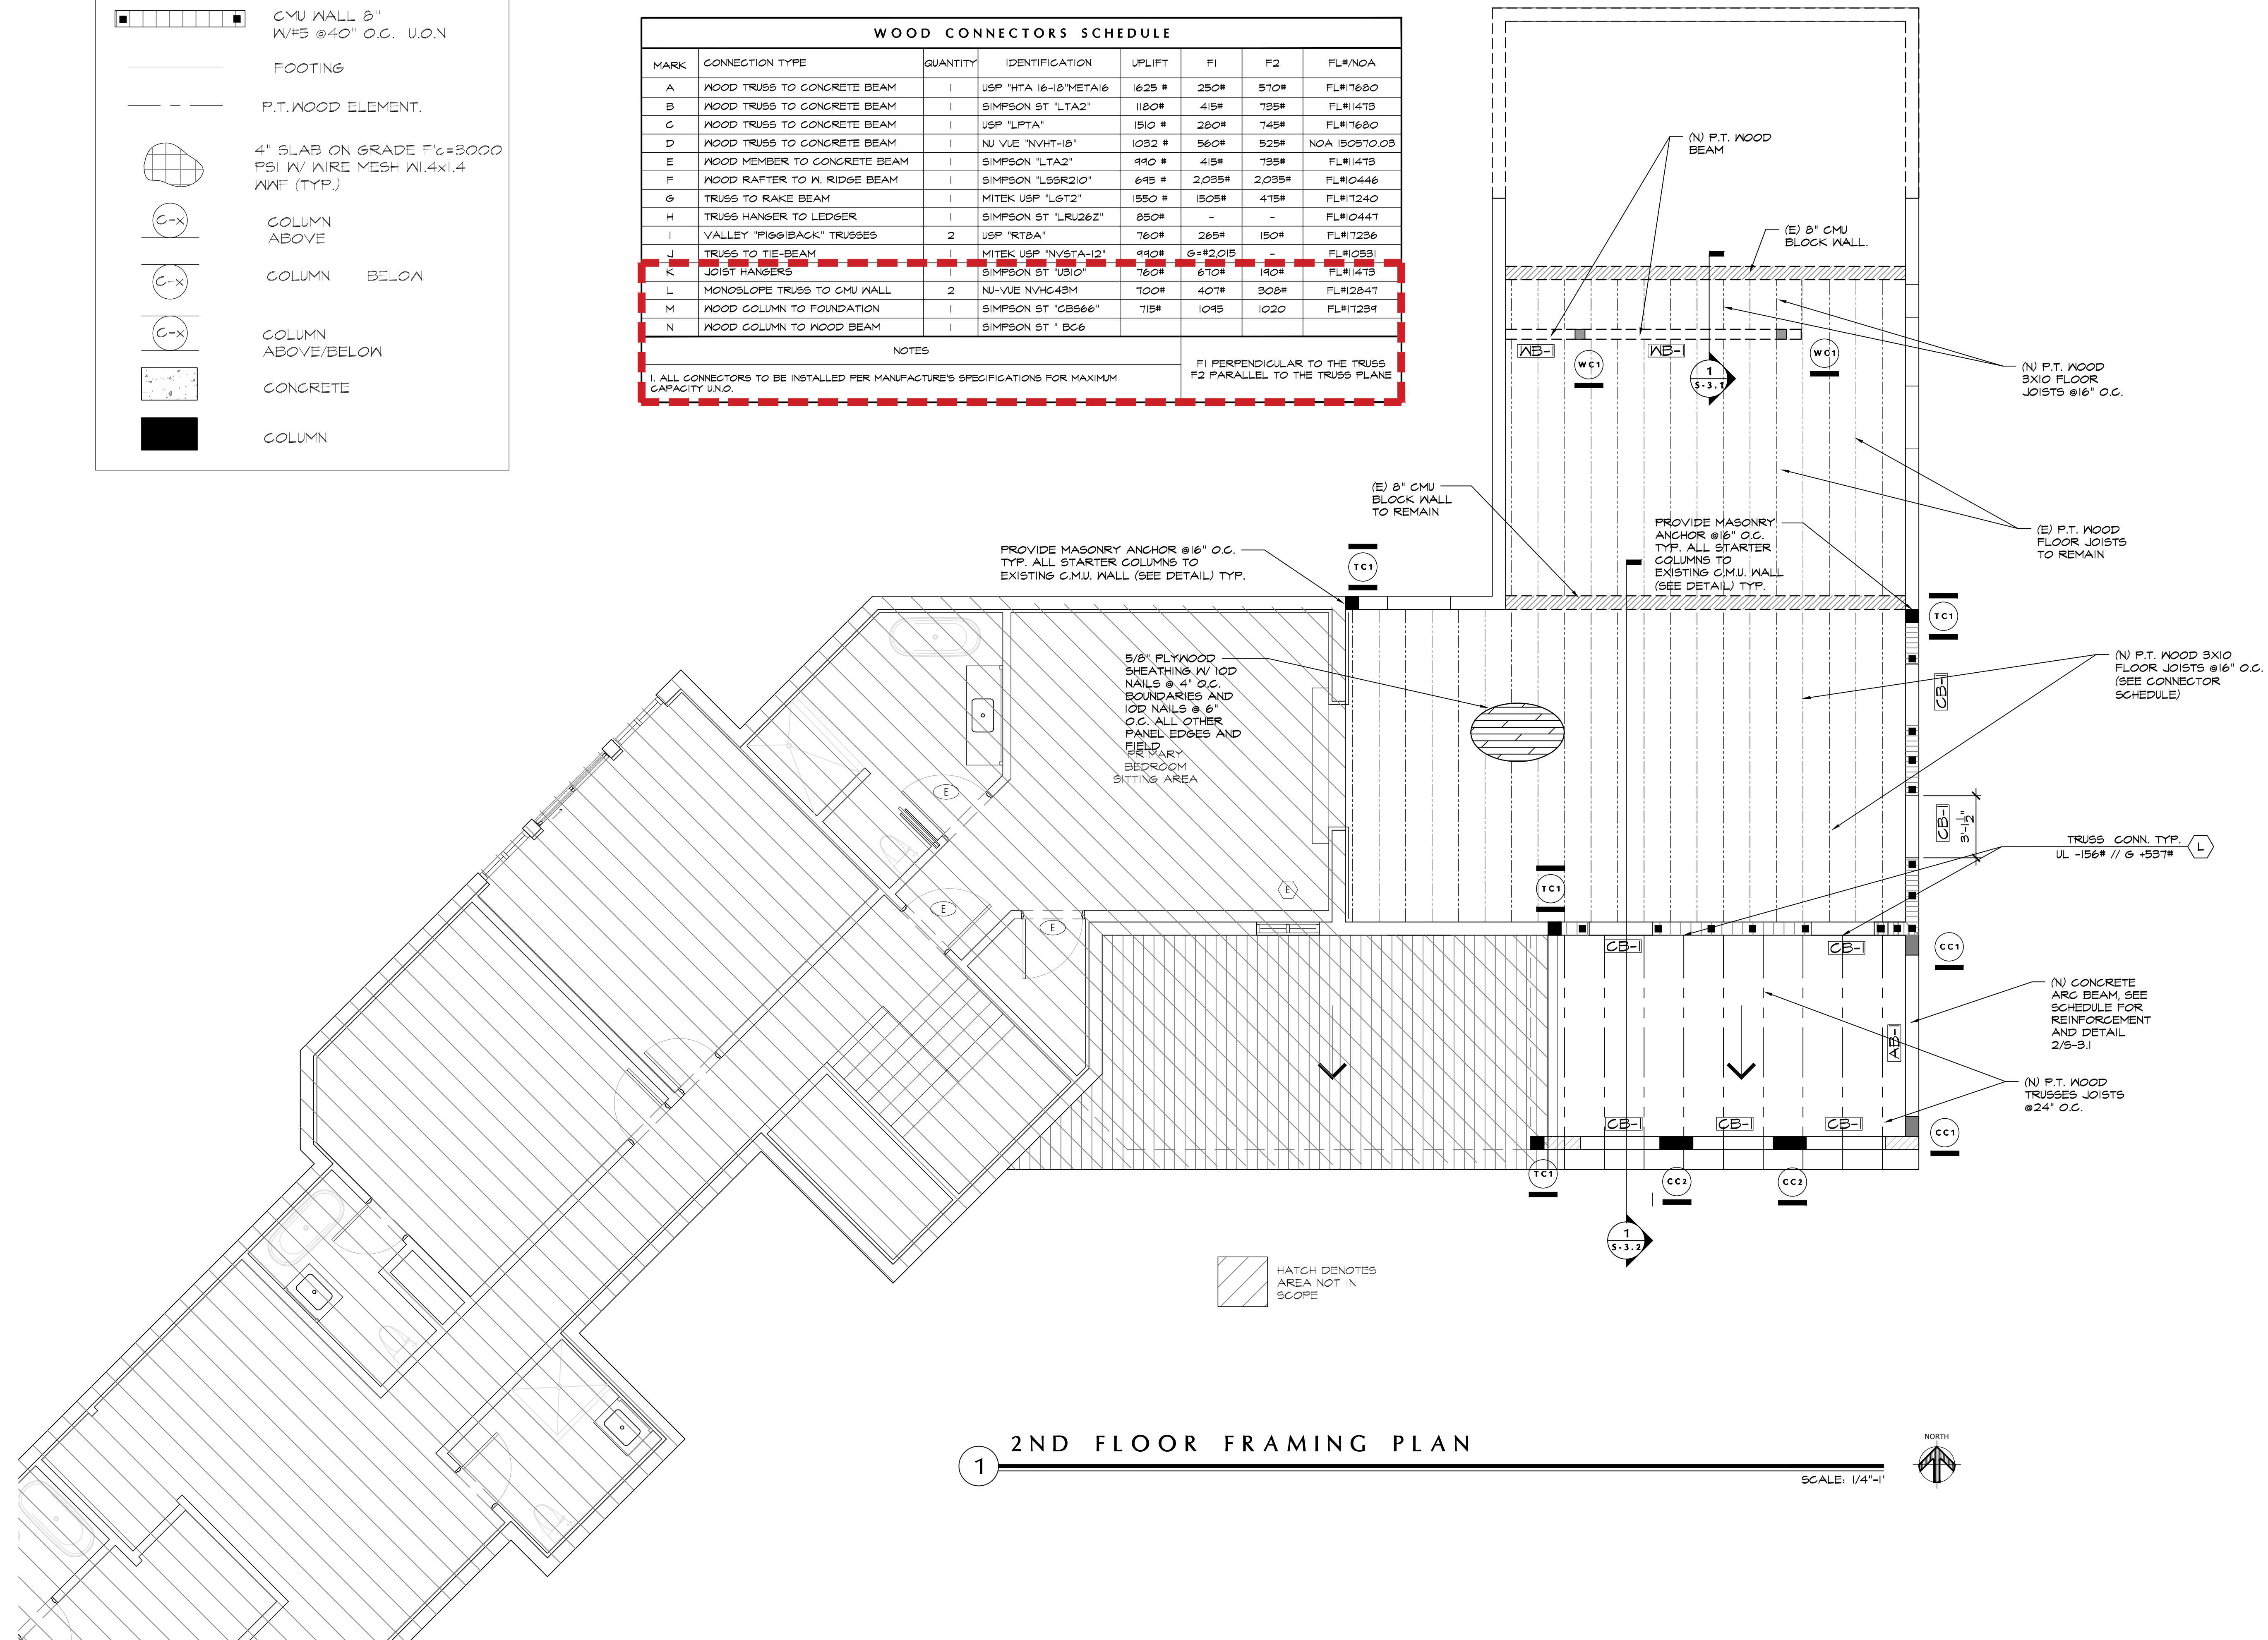 CMU WALL 8"
W/#5 @40" O.C. U.O.N
FOOTING
P.T.WOOD ELEMENT.
4" SLAB ON GRADE F'c=3000
PSI W/ WIRE MESH W1.4x1.4
WWF (TYP.)
C-x
COLUMN
ABOVE
C-x
COLUMN BELOW
C-x
COLUMN
ABOVE/BELOW
CONCRETE
COLUMN
WOOD CONNECTORS SCHEDULE
MARK CONNECTION TYPE QUANTITY IDENTIFICATION UPLIFT F1 F2 FL#/NOA
A WOOD TRUSS TO CONCRETE BEAM 1 USP "HTA 16-18"META16 1625 # 250# 570# FL#17680
B WOOD TRUSS TO CONCRETE BEAM 1 SIMPSON ST "LTA2" 1180# 415# 735# FL#11473
C WOOD TRUSS TO CONCRETE BEAM 1 USP "LPTA" 1510 # 280# 745# FL#17680
D WOOD TRUSS TO CONCRETE BEAM 1 NU VUE "NVHT-18" 1032 # 560# 525# NOA 150570.03
E WOOD MEMBER TO CONCRETE BEAM 1 SIMPSON "LTA2" 990 # 415# 735# FL#11473
F WOOD RAFTER TO W. RIDGE BEAM 1 SIMPSON "LSSR210" 695 # 2,035# 2,035# FL#10446
G TRUSS TO RAKE BEAM 1 MITEK USP "LGT2" 1550 # 1505# 475# FL#17240
H TRUSS HANGER TO LEDGER 1 SIMPSON ST "LRU26Z" 850# - - FL#10447
I VALLEY "PIGGIBACK" TRUSSES 2 USP "RT8A" 760# 265# 150# FL#17236
J TRUSS TO TIE-BEAM 1 MITEK USP "NVSTA-12" 990# G=#2,015 - FL#10531
K JOIST HANGERS 1 SIMPSON ST "U310" 760# 670# 190# FL#11473
L MONOSLOPE TRUSS TO CMU WALL 2 NU-VUE NVHC43M 700# 407# 308# FL#12847
M WOOD COLUMN TO FOUNDATION 1 SIMPSON ST "CBS66" 715# 1095 1020 FL#17239
N WOOD COLUMN TO WOOD BEAM 1 SIMPSON ST " BC6
NOTES
1. ALL CONNECTORS TO BE INSTALLED PER MANUFACTURE'S SPECIFICATIONS FOR MAXIMUM
CAPACITY U.N.O.
F1 PERPENDICULAR TO THE TRUSS
F2 PARALLEL TO THE TRUSS PLANE
(N) P.T. WOOD
BEAM
(E) 8" CMU
BLOCK WALL.
WB-1
WC1
WB-1
1
S-3.1
WC1
(N) P.T. WOOD
3X10 FLOOR
JOISTS @16" O.C.
(E) 8" CMU
BLOCK WALL
TO REMAIN
(E) P.T. WOOD
FLOOR JOISTS
TO REMAIN
PROVIDE MASONRY
ANCHOR @16" O.C.
TYP. ALL STARTER
COLUMNS TO
EXISTING C.M.U. WALL
(SEE DETAIL) TYP.
PROVIDE MASONRY ANCHOR @16" O.C.
TYP. ALL STARTER COLUMNS TO
EXISTING C.M.U. WALL (SEE DETAIL) TYP.
TC1
TC1
5/8" PLYWOOD
SHEATHING W/ 10D
NAILS @ 4" O.C.
BOUNDARIES AND
10D NAILS @ 6"
O.C. ALL OTHER
PANEL EDGES AND
FIELD
PRIMARY
BEDROOM
SITTING AREA
(N) P.T. WOOD 3X10
FLOOR JOISTS @16" O.C.
(SEE CONNECTOR
SCHEDULE)
CB-1
E
CB-1
3'-1 1/2"
TRUSS CONN. TYP.
UL -156# // G +537#
L
E
TC1
E
E
CB-1
CB-1
CC1
(N) CONCRETE
ARC BEAM, SEE
SCHEDULE FOR
REINFORCEMENT
AND DETAIL
2/S-3.1
AB-1
(N) P.T. WOOD
TRUSSES JOISTS
@24" O.C.
CB-1
CB-1
CB-1
CC1
TC1
CC2
CC2
1
S-3.2
HATCH DENOTES
AREA NOT IN
SCOPE
1
2ND FLOOR FRAMING PLAN
SCALE: 1/4"-1'
NORTH